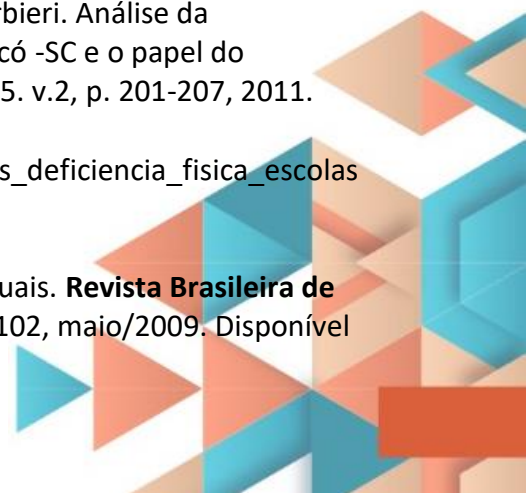 rbieri. Análise da
có -SC e o papel do
5. v.2, p. 201-207, 2011.
s_deficiencia_fisica_escolas
uais. Revista Brasileira de
102, maio/2009. Disponível